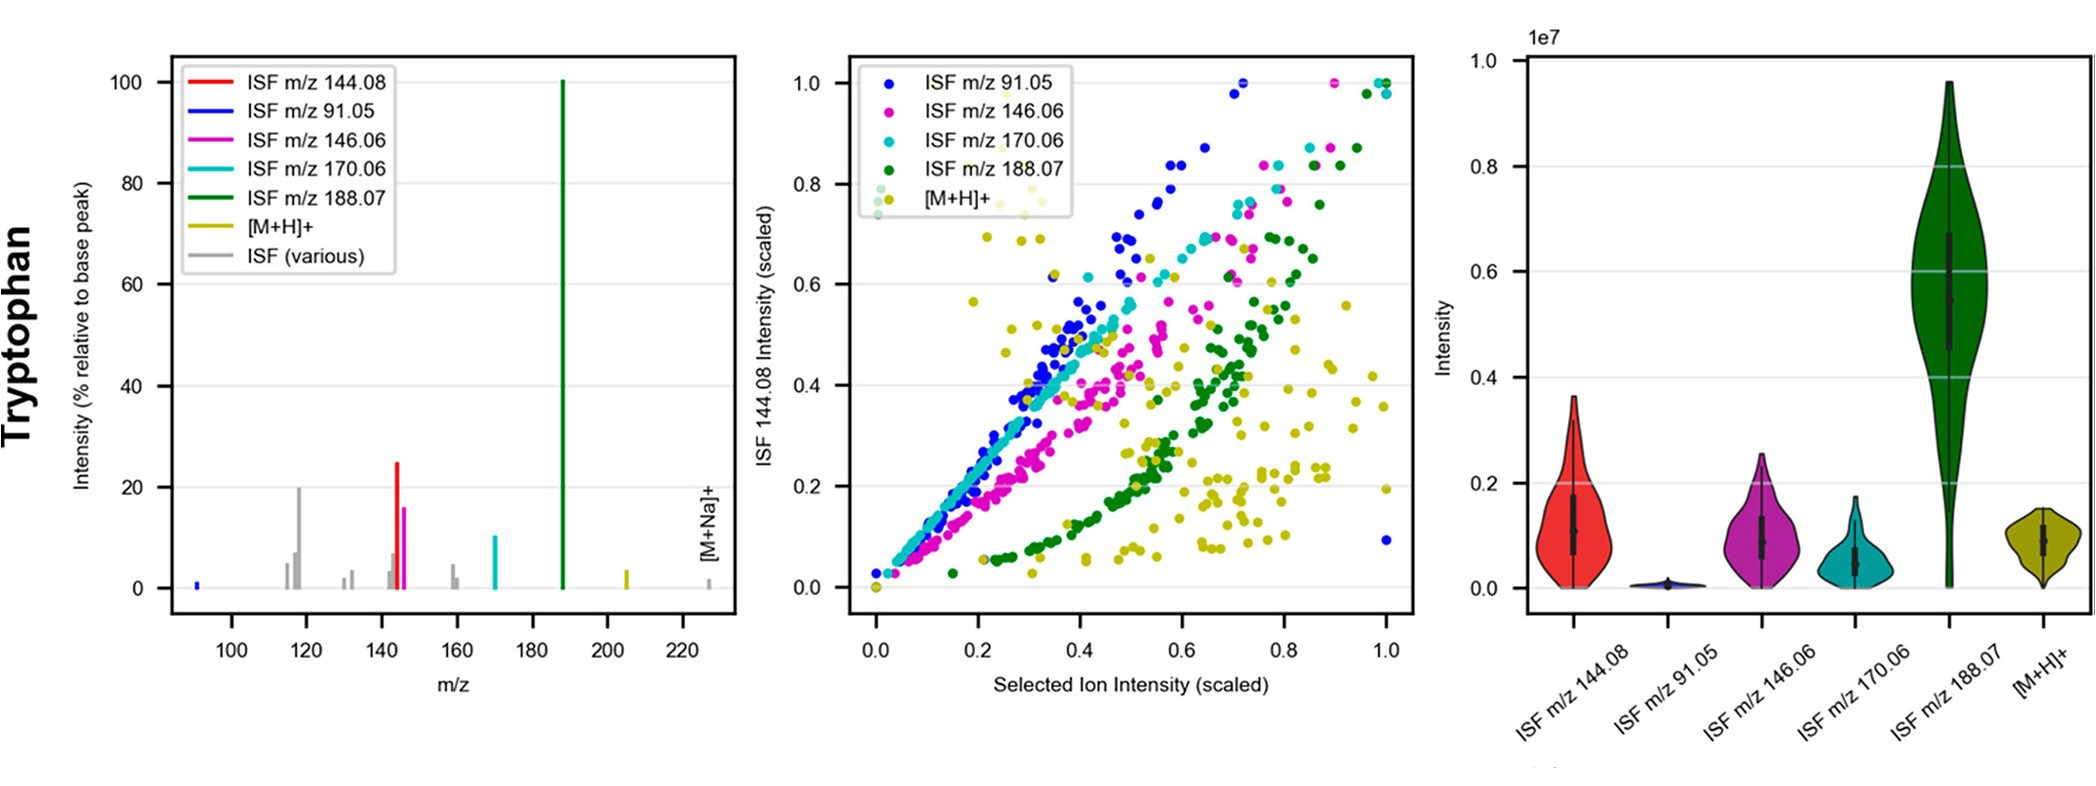 Tryptophan
Intensity (% relative to base peak)
100
80
60
40
20
0
ISF m/z 144.08
ISF m/z 91.05
ISF m/z 146.06
ISF m/z 170.06
ISF m/z 188.07
[M+H]+
ISF (various)
[M+Na]+
100 120 140 160 180 200 220
m/z
ISF 144.08 Intensity (scaled)
1.0
0.8
0.6
0.4
0.2
0.0
ISF m/z 91.05
ISF m/z 146.06
ISF m/z 170.06
ISF m/z 188.07
[M+H]+
0.0 0.2 0.4 0.6 0.8 1.0
Selected Ion Intensity (scaled)
1e7
Intensity
1.0
0.8
0.6
0.4
0.2
0.0
ISF m/z 144.08
ISF m/z 91.05
ISF m/z 146.06
ISF m/z 170.06
ISF m/z 188.07
[M+H]+